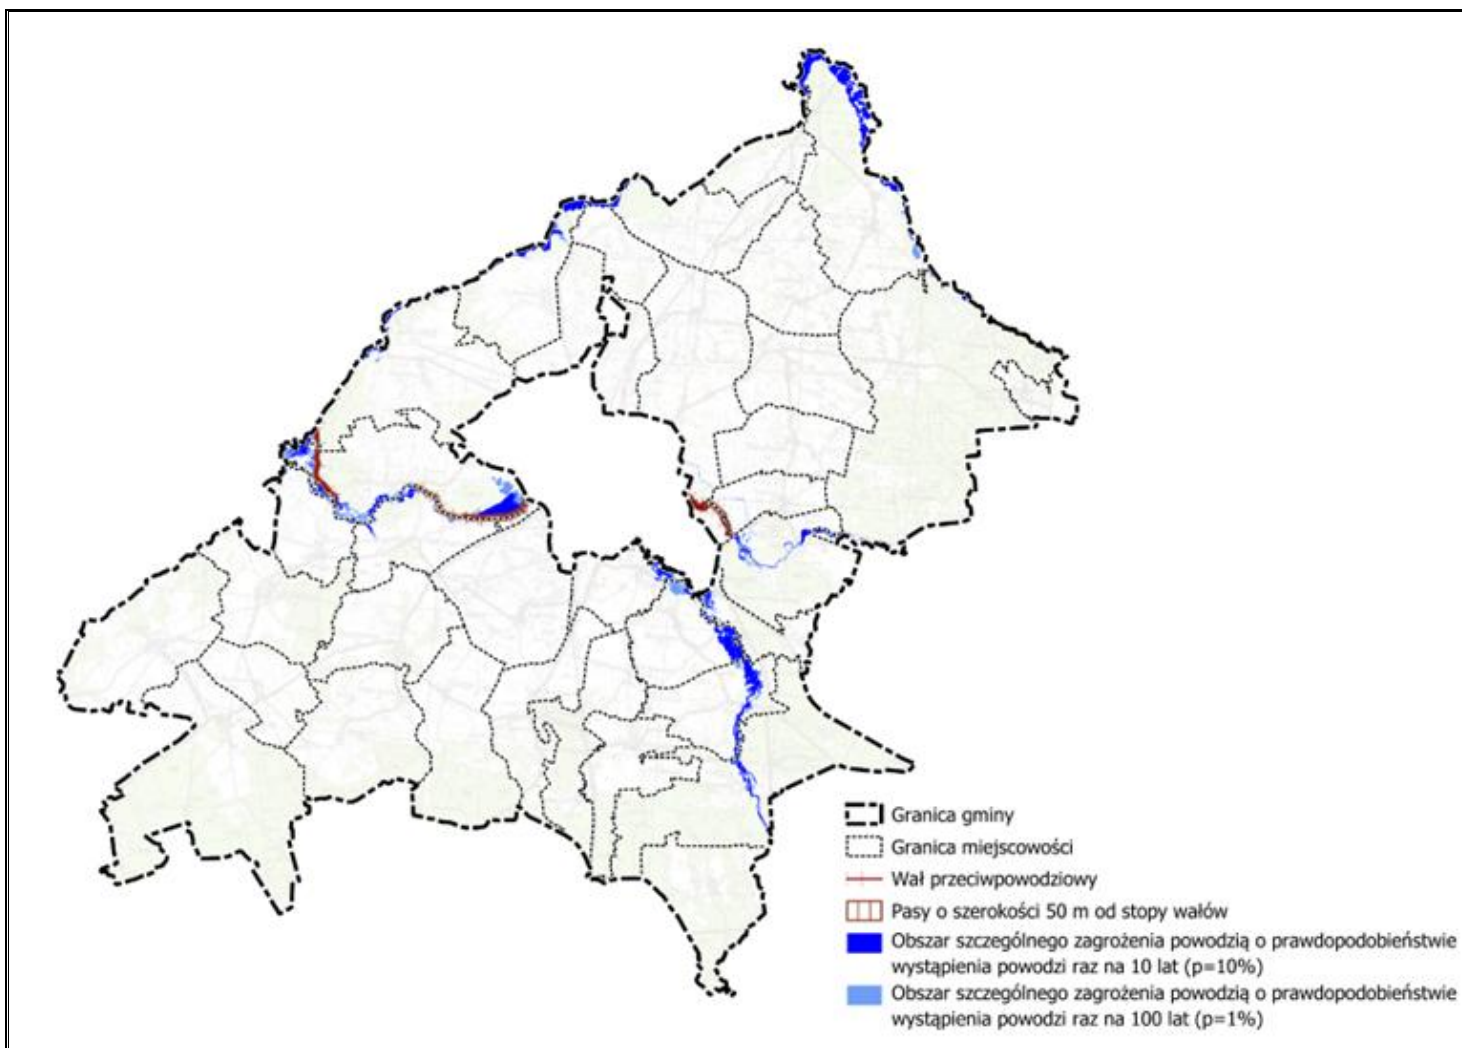 Granica gminy
Granica miejscowości
Wał przeciwpowodziowy
Pasy o szerokości 50 m od stopy wałów
Obszar szczególnego zagrożenia powodzią o prawdopodobieństwie
wystąpienia powodzi raz na 10 lat (p=10%)
Obszar szczególnego zagrożenia powodzią o prawdopodobieństwie
wystąpienia powodzi raz na 100 lat (p=1%)